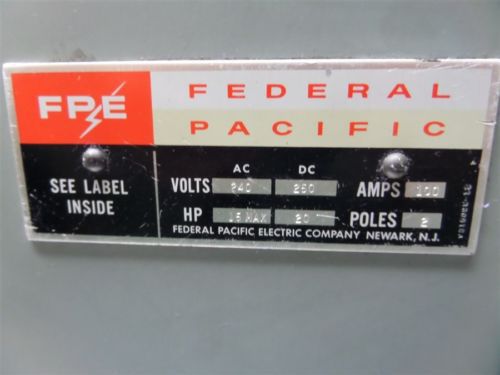 FPE
FEDERAL
PACIFIC
SEE LABEL
INSIDE
AC DC
VOLTS 240 250 AMPS 100
HP 15 MAX 20 POLES 2
FEDERAL PACIFIC ELECTRIC COMPANY NEWARK, N.J.